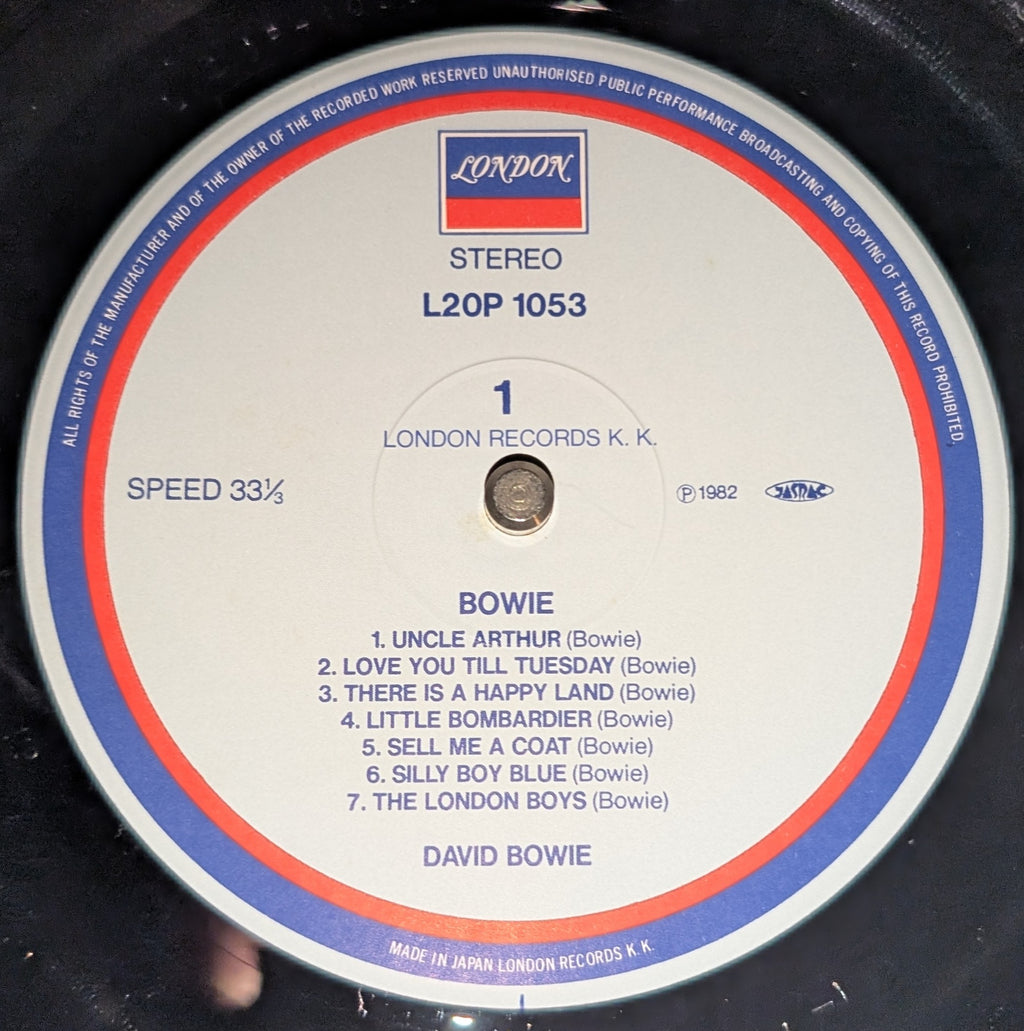 ALL RIGHTS OF THE MANUFACTURER AND OF THE OWNER OF THE RECORDED WORK RESERVED UNAUTHORISED PUBLIC PERFORMANCE BROADCASTING AND COPYING OF THIS RECORD PROHIBITED.
LONDON
STEREO
L20P 1053
1
LONDON RECORDS K. K.
SPEED 33⅓
℗1982
JASRAC
BOWIE
1. UNCLE ARTHUR (Bowie)
2. LOVE YOU TILL TUESDAY (Bowie)
3. THERE IS A HAPPY LAND (Bowie)
4. LITTLE BOMBARDIER (Bowie)
5. SELL ME A COAT (Bowie)
6. SILLY BOY BLUE (Bowie)
7. THE LONDON BOYS (Bowie)
DAVID BOWIE
MADE IN JAPAN LONDON RECORDS K.K